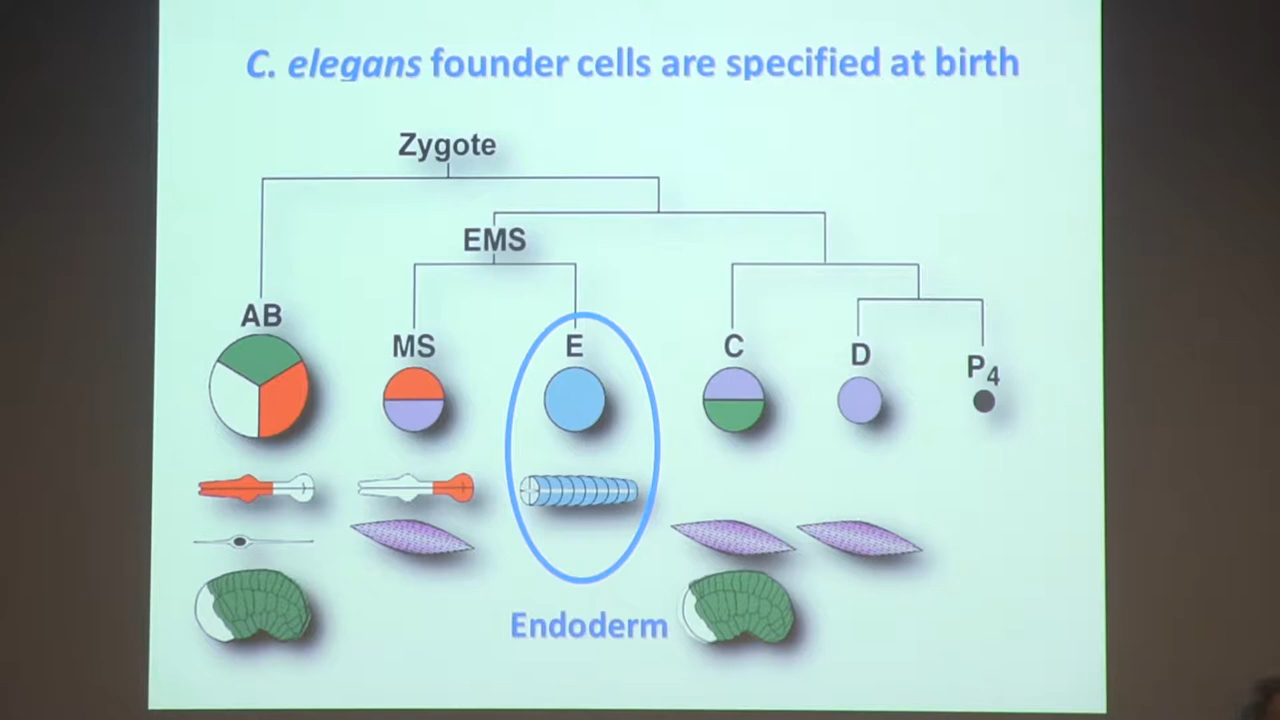 C. elegans founder cells are specified at birth
Zygote
EMS
AB
MS
E
C
D
P4
Endoderm